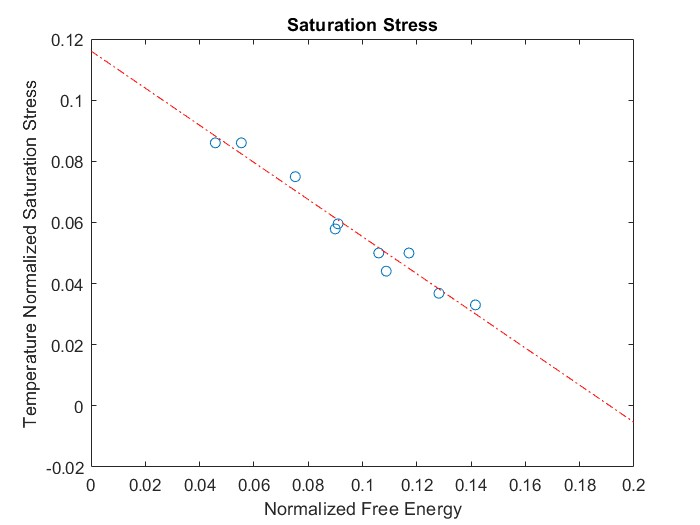 Saturation Stress
0.12
0.1
0.08
0.06
0.04
0.02
0
-0.02
Temperature Normalized Saturation Stress
0 0.02 0.04 0.06 0.08 0.1 0.12 0.14 0.16 0.18 0.2
Normalized Free Energy